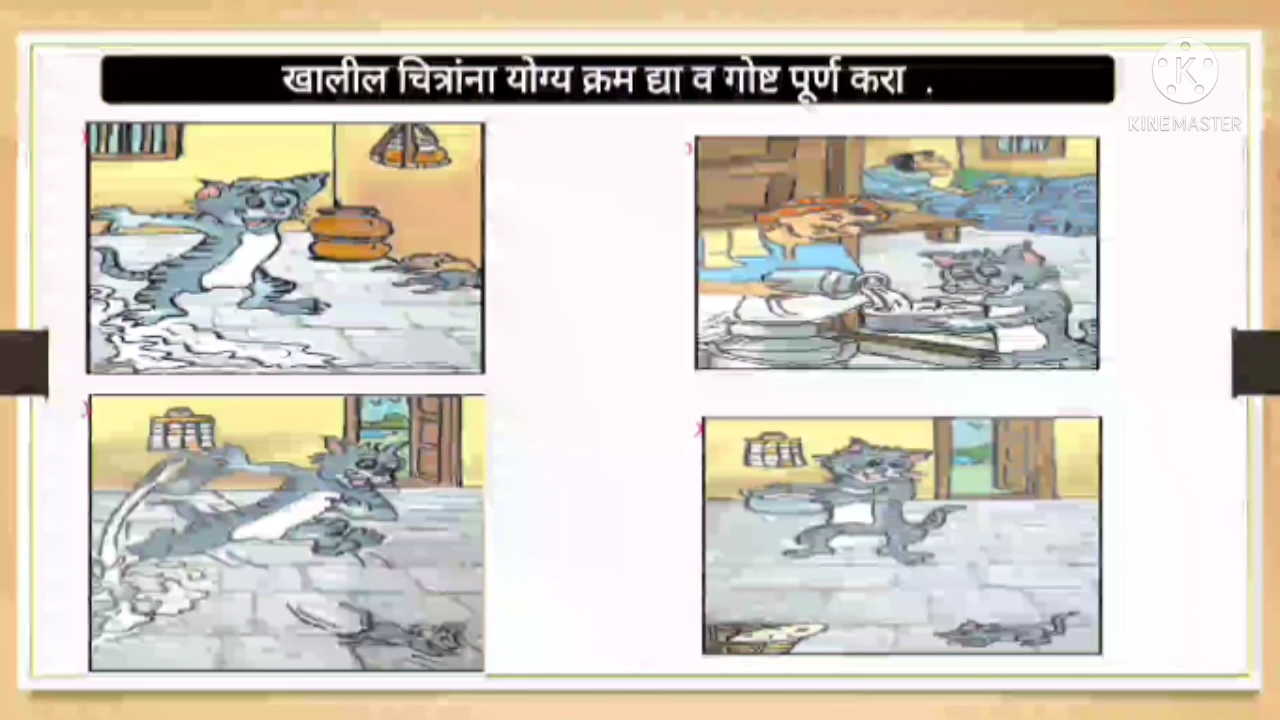 खालील चित्रांना योग्य क्रम द्या व गोष्ट पूर्ण करा .
K
KINEMASTER